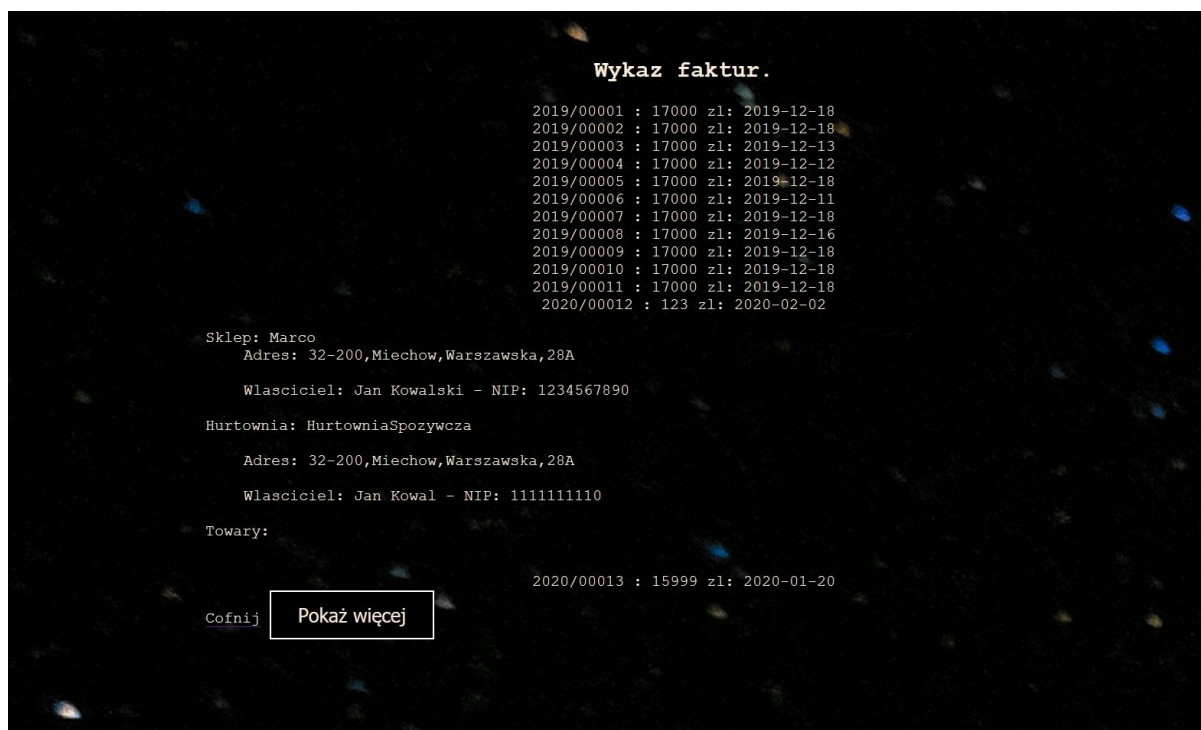 Wykaz faktur.
2019/00001 : 17000 zl: 2019-12-18
2019/00002 : 17000 zl: 2019-12-18
2019/00003 : 17000 zl: 2019-12-13
2019/00004 : 17000 zl: 2019-12-12
2019/00005 : 17000 zl: 2019-12-18
2019/00006 : 17000 zl: 2019-12-11
2019/00007 : 17000 zl: 2019-12-18
2019/00008 : 17000 zl: 2019-12-16
2019/00009 : 17000 zl: 2019-12-18
2019/00010 : 17000 zl: 2019-12-18
2019/00011 : 17000 zl: 2019-12-18
2020/00012 : 123 zl: 2020-02-02
Sklep: Marco
Adres: 32-200,Miechow,Warszawska,28A
Wlasciciel: Jan Kowalski - NIP: 1234567890
Hurtownia: HurtowniaSpozywcza
Adres: 32-200,Miechow,Warszawska,28A
Wlasciciel: Jan Kowal - NIP: 1111111110
Towary:
2020/00013 : 15999 zl: 2020-01-20
Cofnij Pokaż więcej